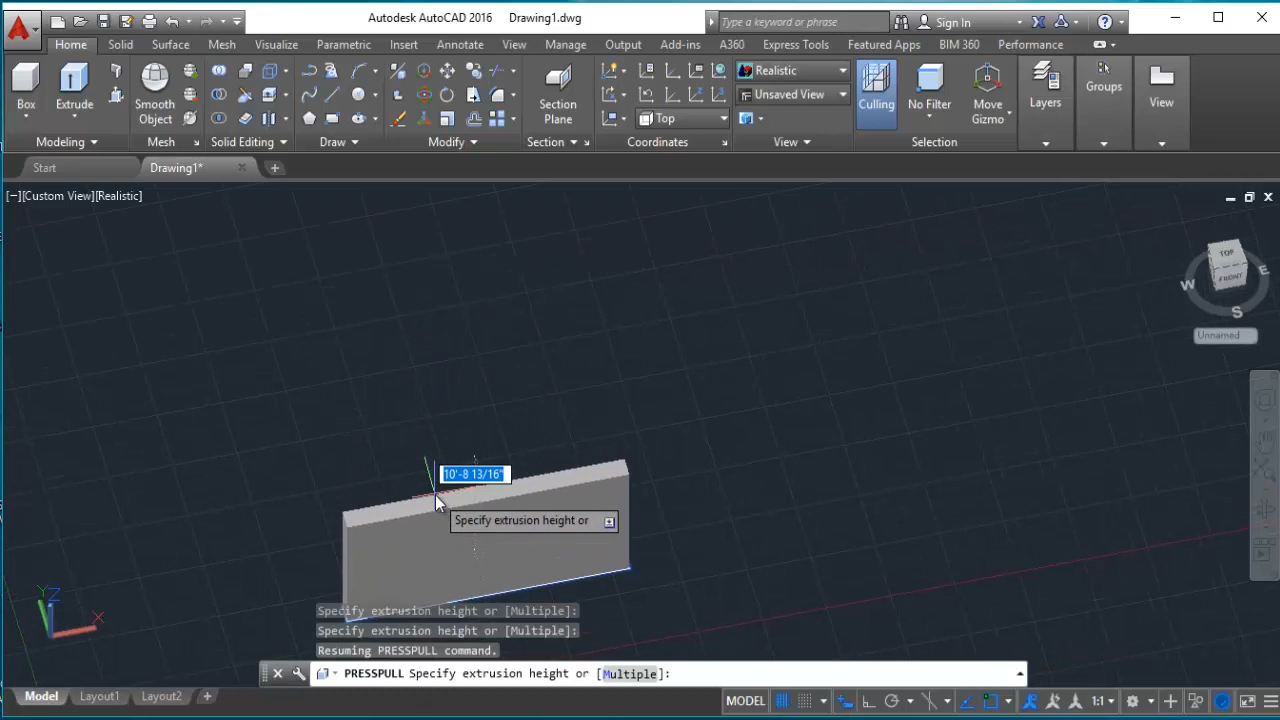 Autodesk AutoCAD 2016 Drawing1.dwg
Type a keyword or phrase
Sign In
Home Solid Surface Mesh Visualize Parametric Insert Annotate View Manage Output Add-ins A360 Express Tools Featured Apps BIM 360 Performance
Box
Extrude
Smooth
Object
Section
Plane
Realistic
Unsaved View
Top
Culling
No Filter
Move
Gizmo
Layers
Groups
View
Modeling
Mesh
Solid Editing
Draw
Modify
Section
Coordinates
View
Selection
Start
Drawing1*
[−][Custom View][Realistic]
TOP
FRONT
W
E
S
Unnamed
10'-8 13/16"
Specify extrusion height or
Y
Z
X
Specify extrusion height or [Multiple]:
Specify extrusion height or [Multiple]:
Resuming PRESSPULL command.
PRESSPULL Specify extrusion height or [Multiple]:
Model
Layout1
Layout2
MODEL
1:1